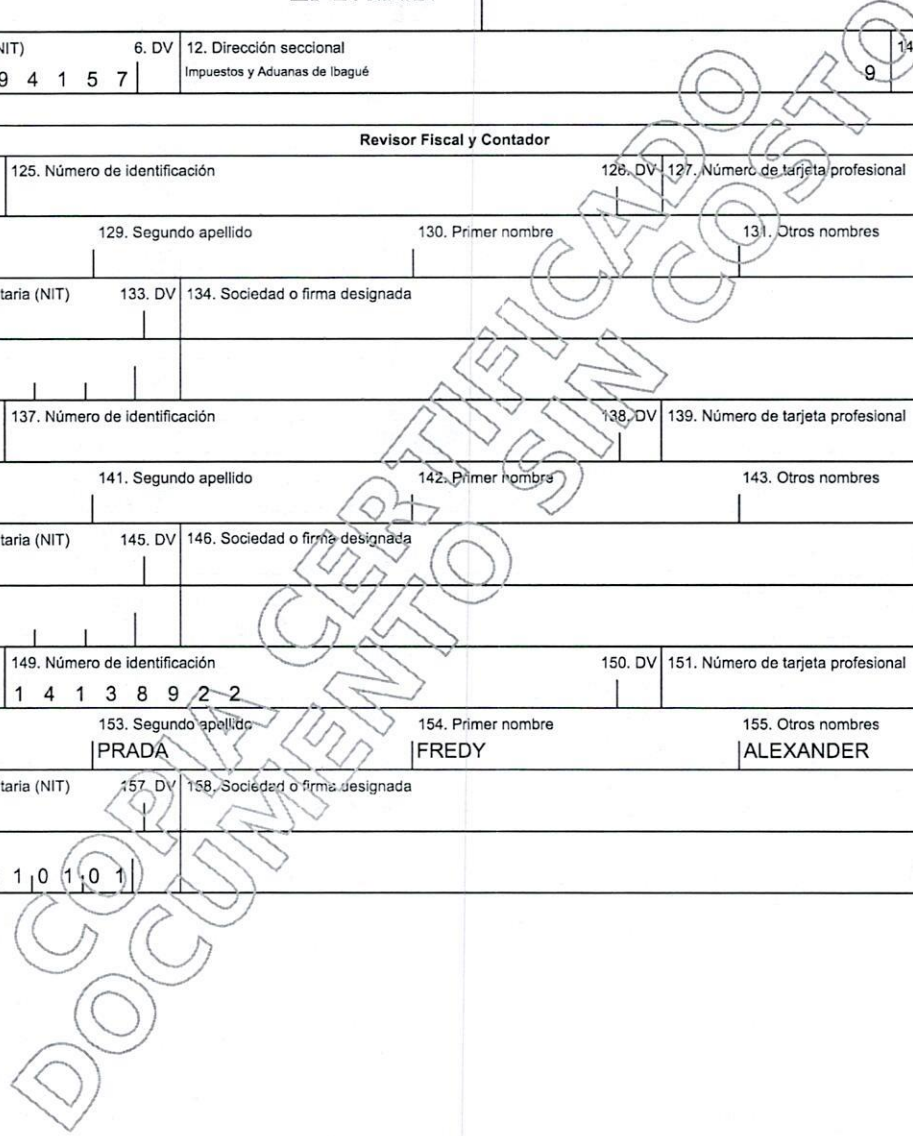 NIT) 6. DV 12. Dirección seccional 14
9 4 1 5 7 Impuestos y Aduanas de Ibagué 9
Revisor Fiscal y Contador
125. Número de identificación 126. DV 127. Número de tarjeta profesional
129. Segundo apellido 130. Primer nombre 131. Otros nombres
taria (NIT) 133. DV 134. Sociedad o firma designada
137. Número de identificación 138. DV 139. Número de tarjeta profesional
141. Segundo apellido 142. Primer nombre 143. Otros nombres
taria (NIT) 145. DV 146. Sociedad o firma designada
149. Número de identificación 150. DV 151. Número de tarjeta profesional
1 4 1 3 8 9 2 2
153. Segundo apellido 154. Primer nombre 155. Otros nombres
PRADA FREDY ALEXANDER
taria (NIT) 157. DV 158. Sociedad o firma designada
1 0 1 0 1
COPIA CERTIFICADO
DOCUMENTO SIN COSTO